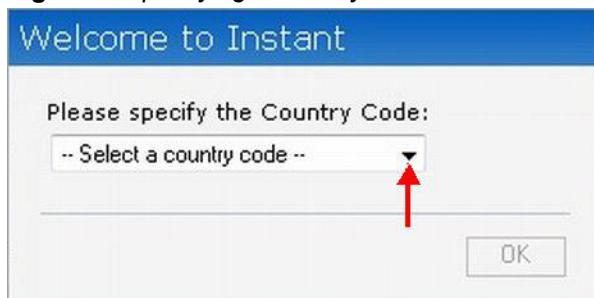 Welcome to Instant
Please specify the Country Code:
-- Select a country code --
OK